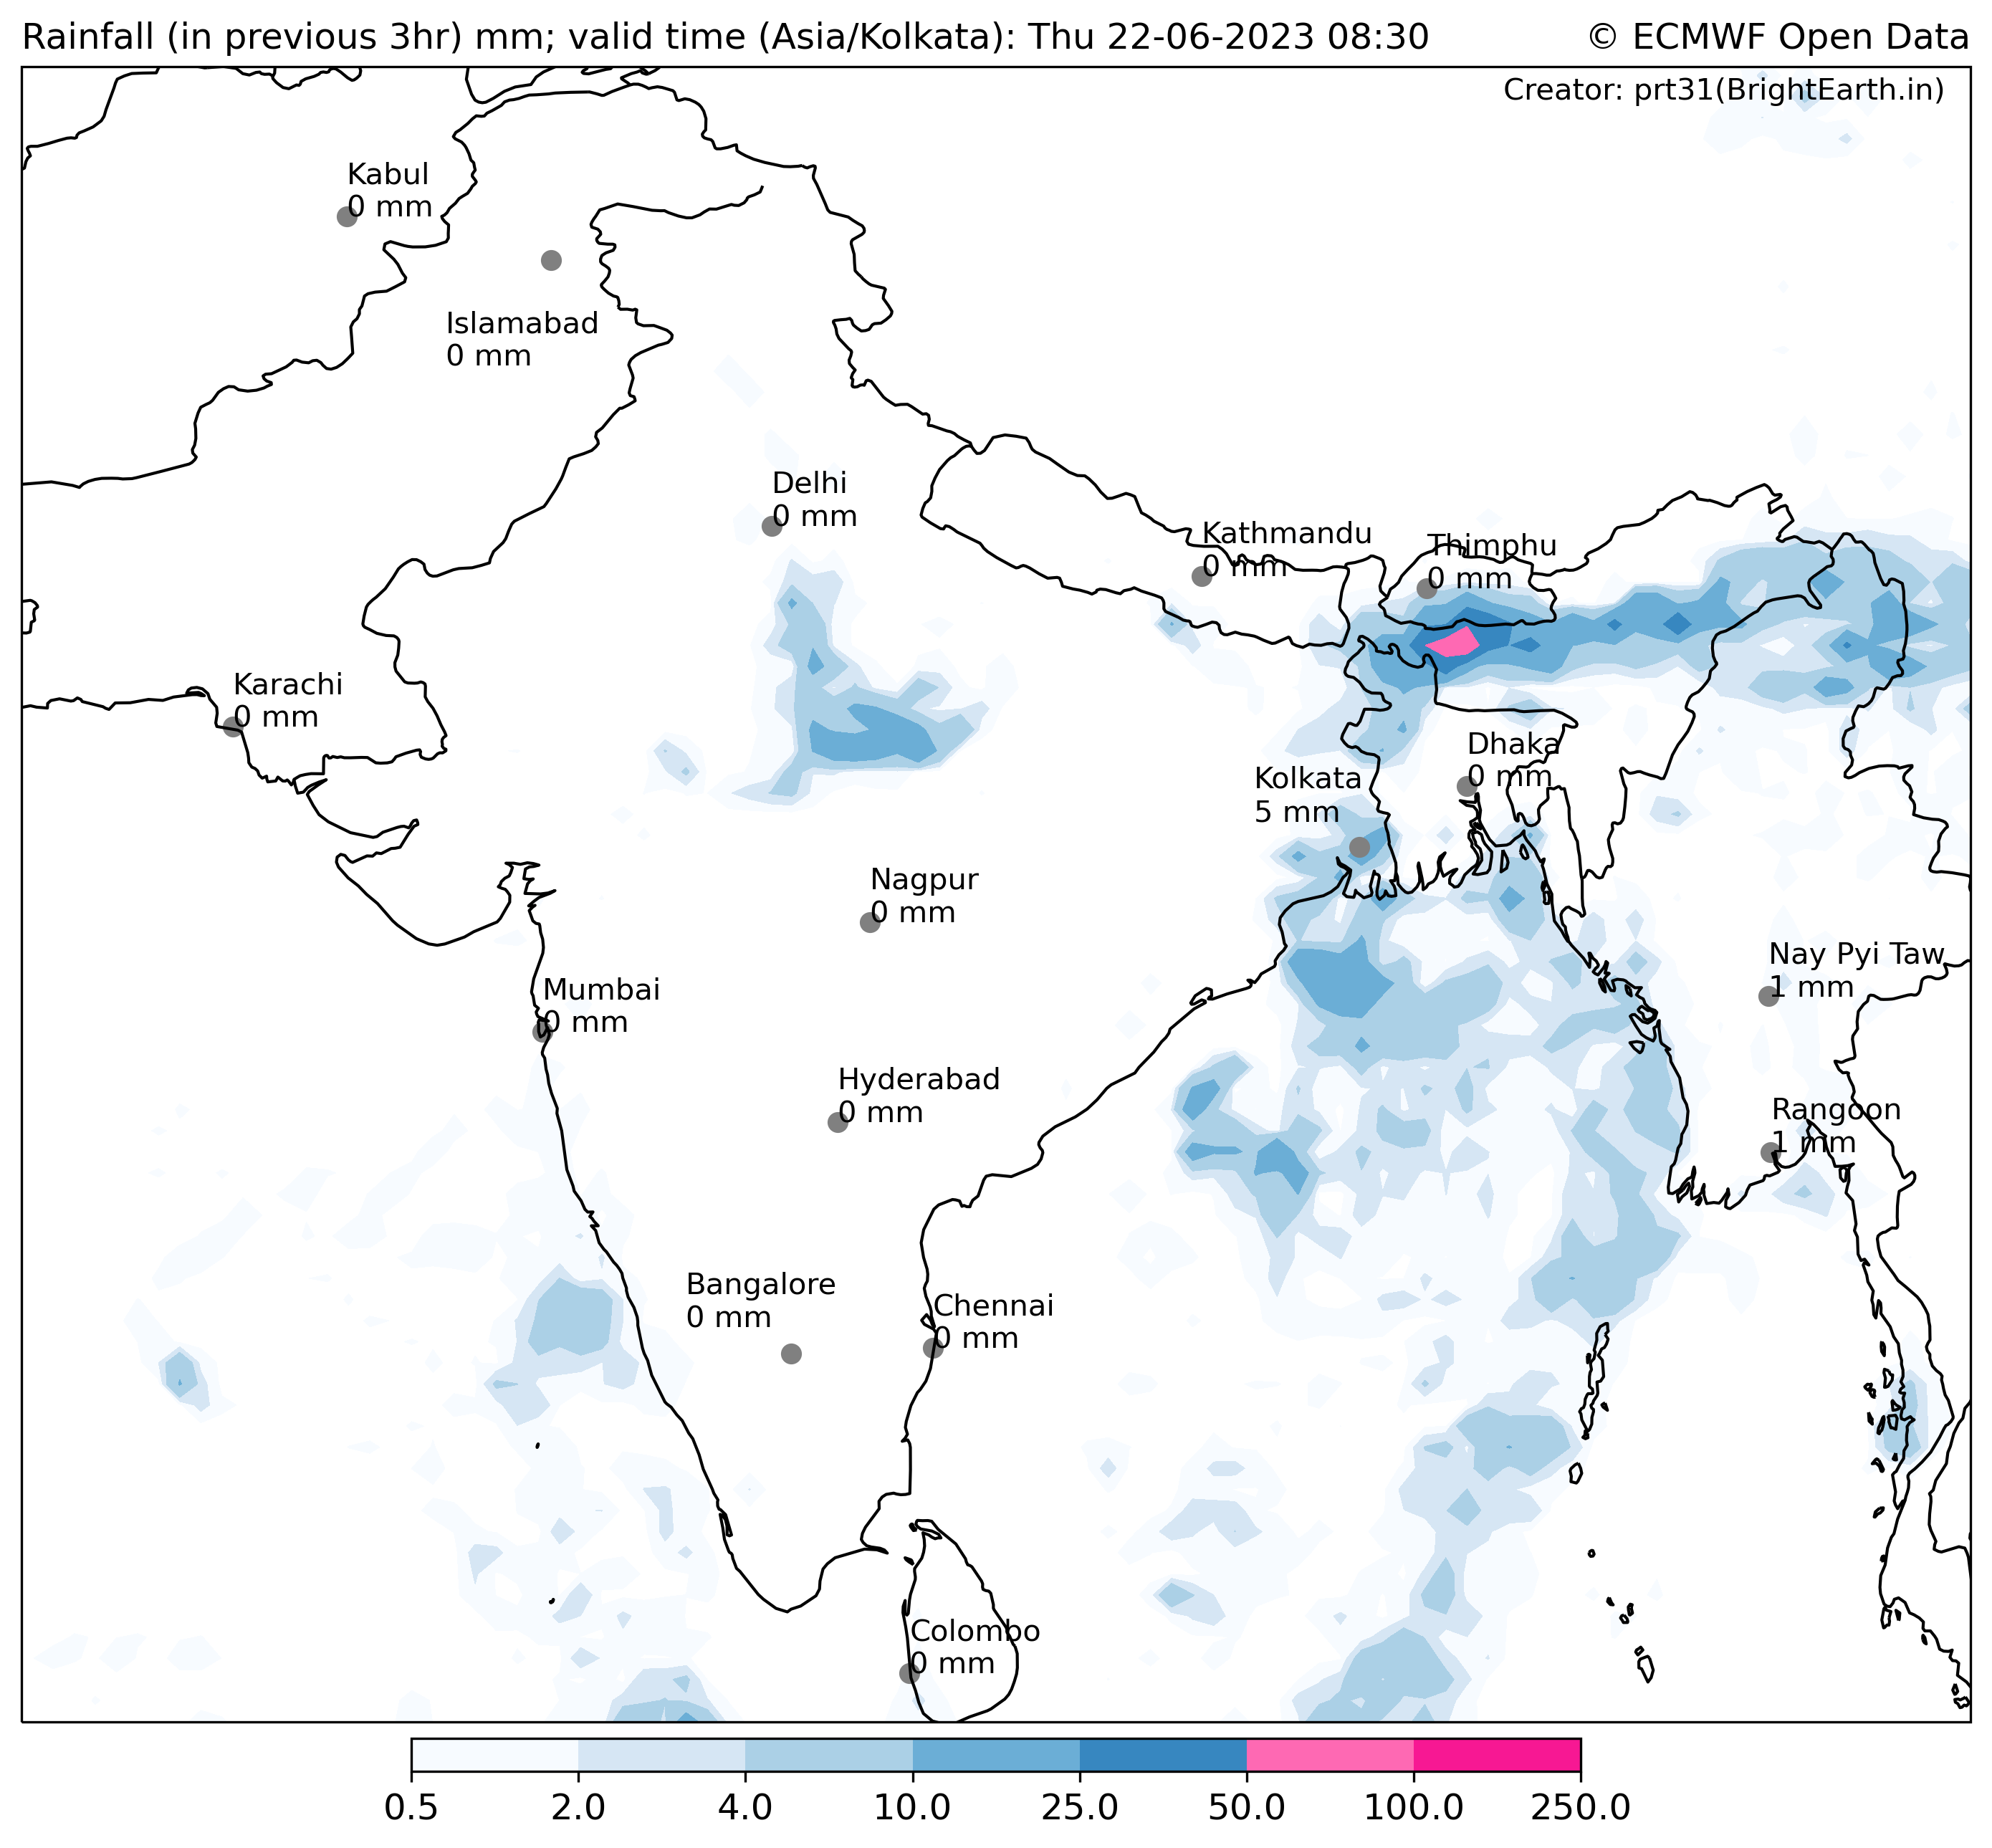 Rainfall (in previous 3hr) mm; valid time (Asia/Kolkata): Thu 22-06-2023 08:30
© ECMWF Open Data
Creator: prt31(BrightEarth.in)
Kabul
0 mm
Islamabad
0 mm
Delhi
0 mm
Kathmandu
0 mm
Thimphu
0 mm
Karachi
0 mm
Dhaka
0 mm
Kolkata
5 mm
Nagpur
0 mm
Nay Pyi Taw
1 mm
Mumbai
0 mm
Hyderabad
0 mm
Rangoon
1 mm
Bangalore
0 mm
Chennai
0 mm
Colombo
0 mm
0.5 2.0 4.0 10.0 25.0 50.0 100.0 250.0